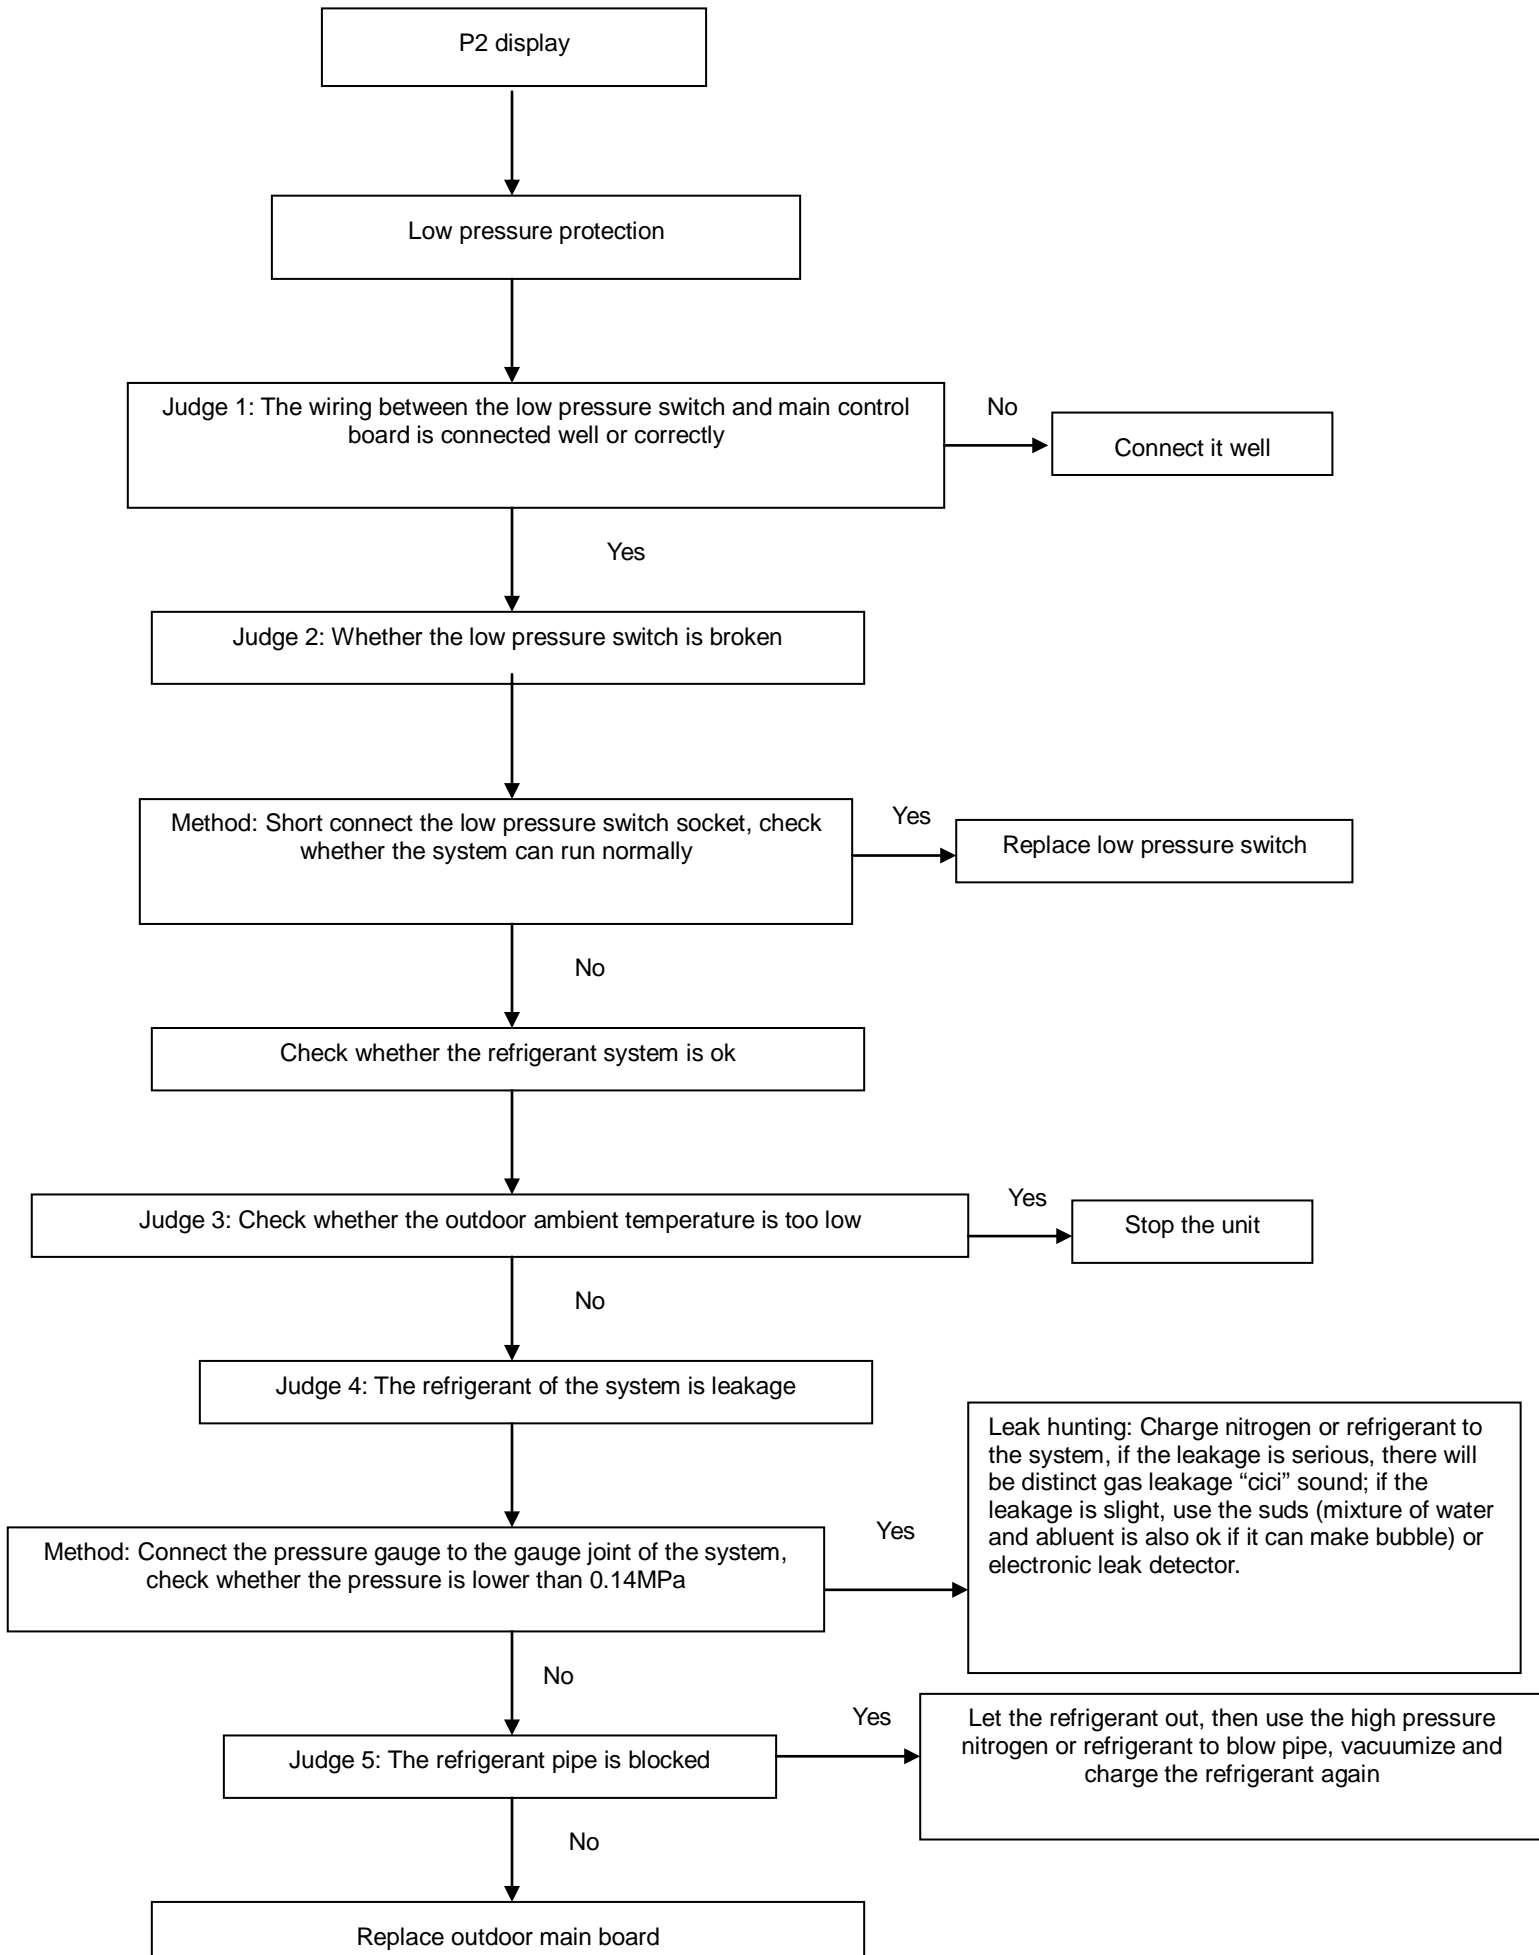 P2 display
Low pressure protection
Judge 1: The wiring between the low pressure switch and main control
board is connected well or correctly
No
Connect it well
Yes
Judge 2: Whether the low pressure switch is broken
Method: Short connect the low pressure switch socket, check
whether the system can run normally
Yes
Replace low pressure switch
No
Check whether the refrigerant system is ok
Judge 3: Check whether the outdoor ambient temperature is too low
Yes
Stop the unit
No
Judge 4: The refrigerant of the system is leakage
Leak hunting: Charge nitrogen or refrigerant to
the system, if the leakage is serious, there will
be distinct gas leakage “cici” sound; if the
leakage is slight, use the suds (mixture of water
and abluent is also ok if it can make bubble) or
electronic leak detector.
Method: Connect the pressure gauge to the gauge joint of the system,
check whether the pressure is lower than 0.14MPa
Yes
No
Judge 5: The refrigerant pipe is blocked
Yes
Let the refrigerant out, then use the high pressure
nitrogen or refrigerant to blow pipe, vacuumize and
charge the refrigerant again
No
Replace outdoor main board